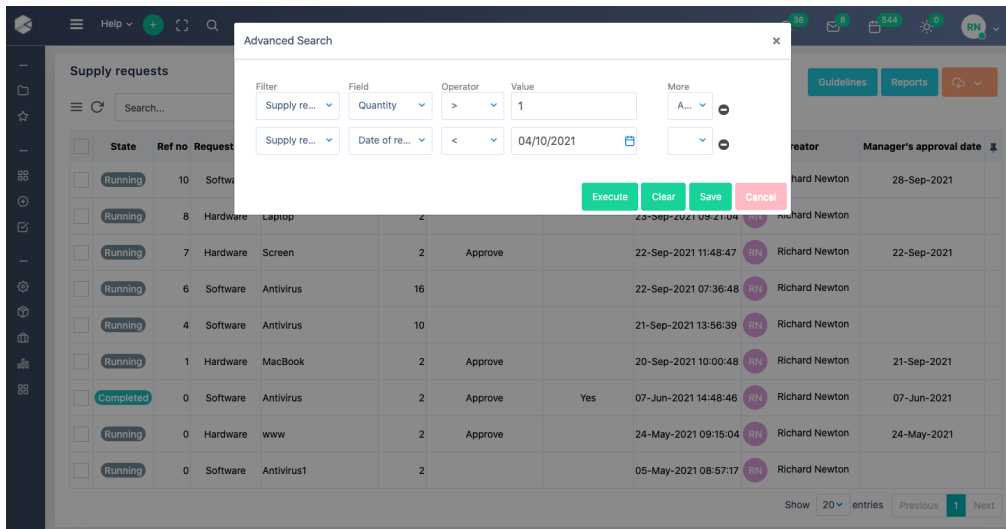 Help
38
8
544
0
RN
Advanced Search
Supply requests
Guidelines
Reports
Search...
Filter Field Operator Value More
Supply re... Quantity > 1 A...
Supply re... Date of re... < 04/10/2021
Execute Clear Save Cancel
State Ref no Request reator Manager's approval date
Running 10 Softwa hard Newton 28-Sep-2021
Running 8 Hardware Laptop 2 23-Sep-2021 09:21:04 RN Richard Newton
Running 7 Hardware Screen 2 Approve 22-Sep-2021 11:48:47 RN Richard Newton 22-Sep-2021
Running 6 Software Antivirus 16 22-Sep-2021 07:36:48 RN Richard Newton
Running 4 Software Antivirus 10 21-Sep-2021 13:56:39 RN Richard Newton
Running 1 Hardware MacBook 2 Approve 20-Sep-2021 10:00:48 RN Richard Newton 21-Sep-2021
Completed 0 Software Antivirus 2 Approve Yes 07-Jun-2021 14:48:46 RN Richard Newton 07-Jun-2021
Running 0 Hardware www 2 Approve 24-May-2021 09:15:04 RN Richard Newton 24-May-2021
Running 0 Software Antivirus1 2 05-May-2021 08:57:17 RN Richard Newton
Show 20 entries Previous 1 Next